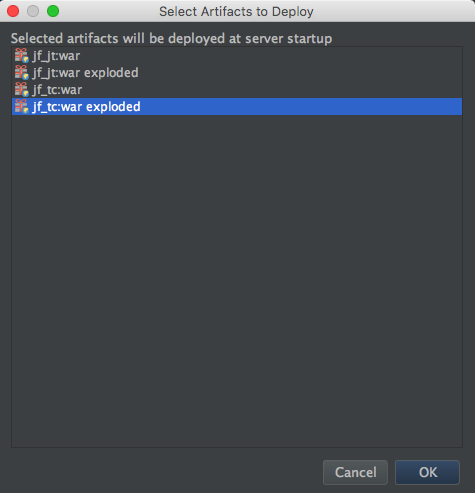 Select Artifacts to Deploy
Selected artifacts will be deployed at server startup
jf_jt:war
jf_jt:war exploded
jf_tc:war
jf_tc:war exploded
Cancel
OK